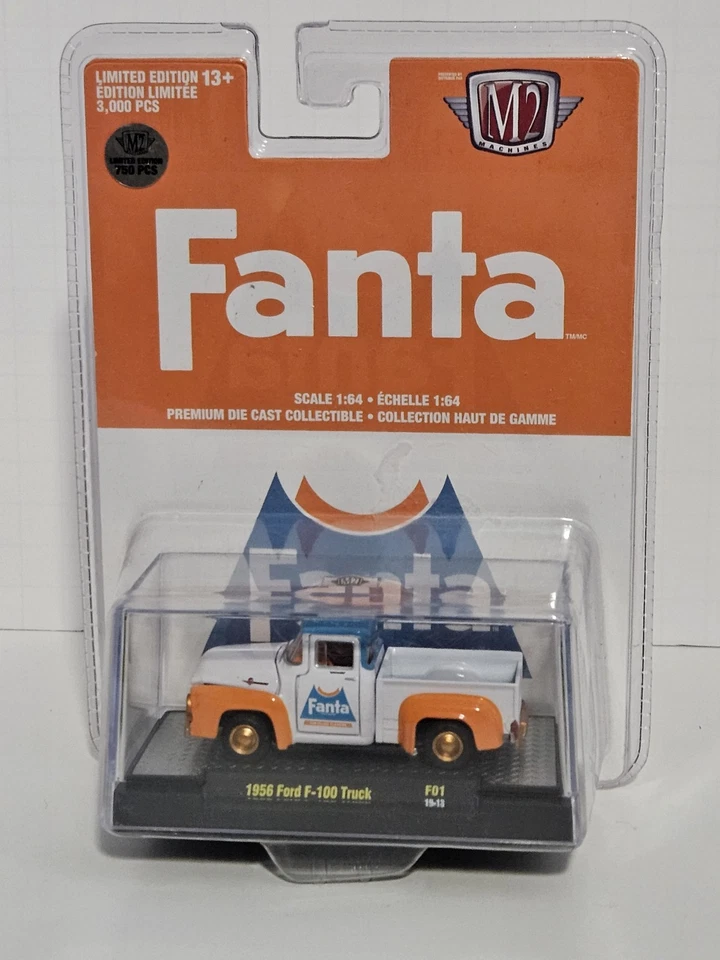 LIMITED EDITION 13+
ÉDITION LIMITÉE
3,000 PCS
M2
LIMITED EDITION
750 PCS
M2
MACHINES
Fanta
TM/MC
SCALE 1:64 • ÉCHELLE 1:64
PREMIUM DIE CAST COLLECTIBLE • COLLECTION HAUT DE GAMME
M2
Fanta
Fanta
1956 Ford F-100 Truck F01
19-13